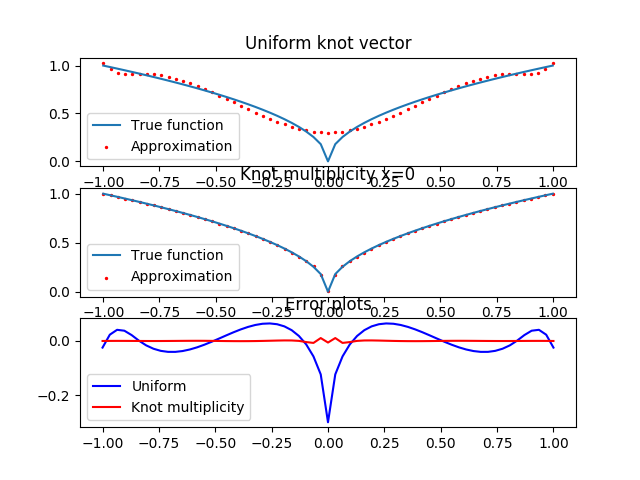 Uniform knot vector
1.0
0.5
0.0
True function
Approximation
−1.00 −0.75 −0.50 −0.25 0.00 0.25 0.50 0.75 1.00
Knot multiplicity x=0
1.0
0.5
0.0
True function
Approximation
−1.00 −0.75 −0.50 −0.25 0.00 0.25 0.50 0.75 1.00
Error plots
0.0
−0.2
Uniform
Knot multiplicity
−1.00 −0.75 −0.50 −0.25 0.00 0.25 0.50 0.75 1.00